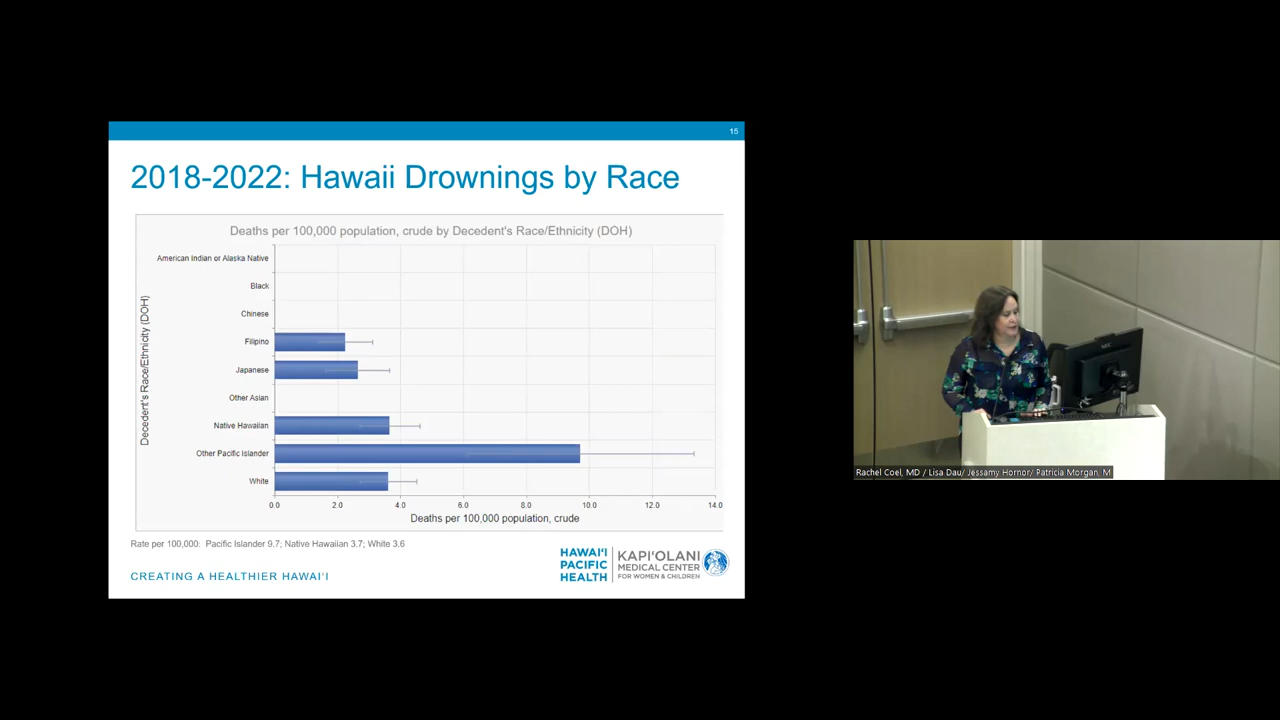 15
2018-2022: Hawaii Drownings by Race
Deaths per 100,000 population, crude by Decedent's Race/Ethnicity (DOH)
Decedent's Race/Ethnicity (DOH)
American Indian or Alaska Native
Black
Chinese
Filipino
Japanese
Other Asian
Native Hawaiian
Other Pacific Islander
White
0.0 2.0 4.0 6.0 8.0 10.0 12.0 14.0
Deaths per 100,000 population, crude
Rate per 100,000: Pacific Islander 9.7; Native Hawaiian 3.7; White 3.6
CREATING A HEALTHIER HAWAI‘I
HAWAI‘I
PACIFIC
HEALTH
KAPI‘OLANI
MEDICAL CENTER
FOR WOMEN & CHILDREN
NEC
Rachel Coel, MD / Lisa Dau/ Jessamy Hornor/ Patricia Morgan, M